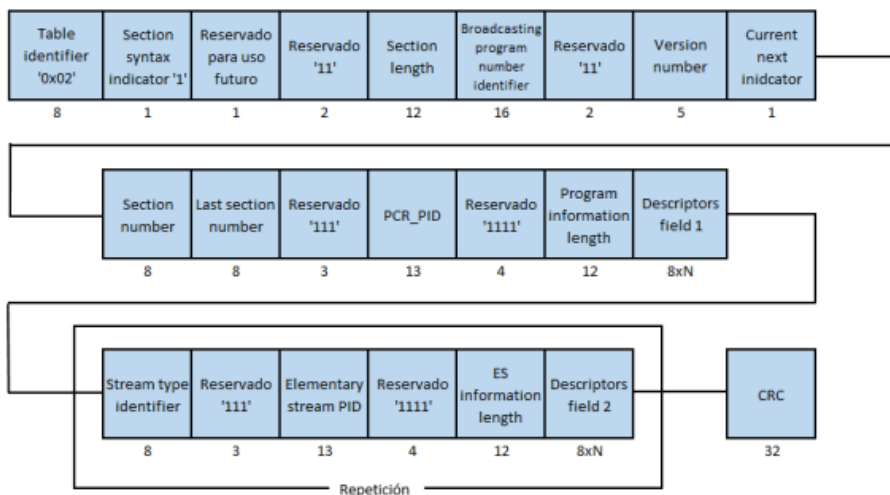 Table
identifier
'0x02'
Section
syntax
indicator '1'
Reservado
para uso
futuro
Reservado
'11'
Section
length
Broadcasting
program
number
identifier
Reservado
'11'
Version
number
Current
next
inidcator
8
1
1
2
12
16
2
5
1
Section
number
Last section
number
Reservado
'111'
PCR_PID
Reservado
'1111'
Program
information
length
Descriptors
field 1
8
8
3
13
4
12
8xN
Stream type
identifier
Reservado
'111'
Elementary
stream PID
Reservado
'1111'
ES
information
length
Descriptors
field 2
CRC
8
3
13
4
12
8xN
32
Repetición